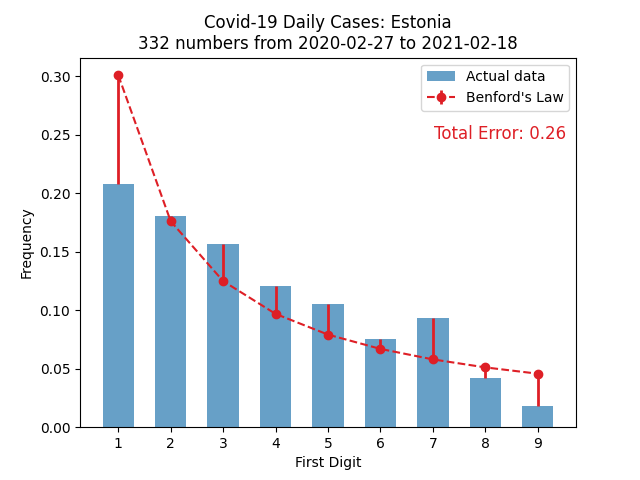 Covid-19 Daily Cases: Estonia
332 numbers from 2020-02-27 to 2021-02-18
Actual data
Benford's Law
Total Error: 0.26
0.30
0.25
0.20
0.15
0.10
0.05
0.00
Frequency
1 2 3 4 5 6 7 8 9
First Digit